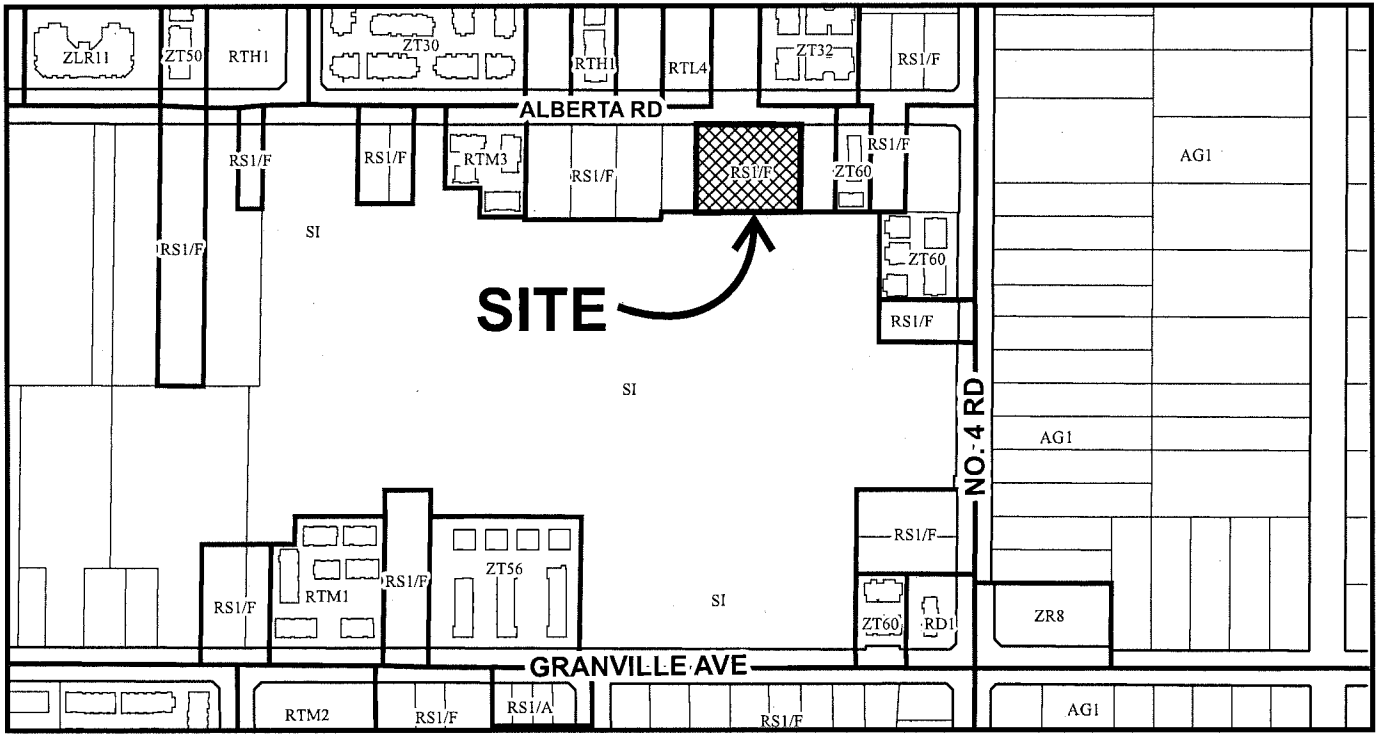 ZLR11
ZT50
RTH1
ZT30
RTH1
RTL4
ZT32
RS1/F
ALBERTA RD
RS1/F
RS1/F
RTM3
RS1/F
RS1/F
ZT60
RS1/F
AG1
SI
RS1/F
ZT60
SITE
RS1/F
SI
NO. 4 RD
AG1
RS1/F
RTM1
RS1/F
ZT56
SI
RS1/F
ZT60
RD1
ZR8
GRANVILLE AVE
RTM2
RS1/F
RS1/A
RS1/F
AG1